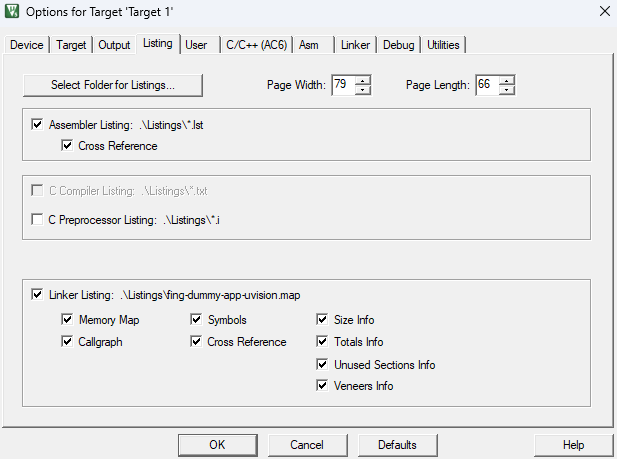 Options for Target 'Target 1'
Device Target Output Listing User C/C++ (AC6) Asm Linker Debug Utilities
Select Folder for Listings... Page Width: 79 Page Length: 66
Assembler Listing: .\Listings\*.lst
Cross Reference
C Compiler Listing: .\Listings\*.txt
C Preprocessor Listing: .\Listings\*.i
Linker Listing: .\Listings\fing-dummy-app-uvision.map
Memory Map Symbols Size Info
Callgraph Cross Reference Totals Info
Unused Sections Info
Veneers Info
OK Cancel Defaults Help